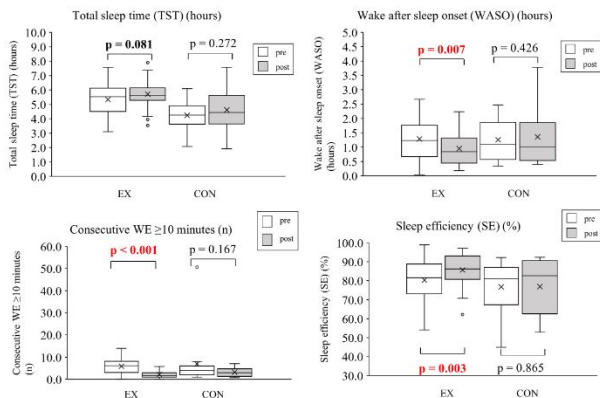 Total sleep time (TST) (hours)
Total sleep time (TST) (hours)
10.0
9.0
8.0
7.0
6.0
5.0
4.0
3.0
2.0
1.0
0.0
p = 0.081
p = 0.272
pre
post
EX
CON
Wake after sleep onset (WASO) (hours)
Wake after sleep onset (WASO)
(hours)
5.0
4.5
4.0
3.5
3.0
2.5
2.0
1.5
1.0
0.5
0.0
p = 0.007
p = 0.426
pre
post
EX
CON
Consecutive WE ≥10 minutes (n)
Consecutive WE ≥10 minutes
(n)
60.0
50.0
40.0
30.0
20.0
10.0
0.0
p < 0.001
p = 0.167
pre
post
EX
CON
Sleep efficiency (SE) (%)
Sleep efficiency (SE) (%)
100.0
90.0
80.0
70.0
60.0
50.0
40.0
30.0
p = 0.003
p = 0.865
pre
post
EX
CON